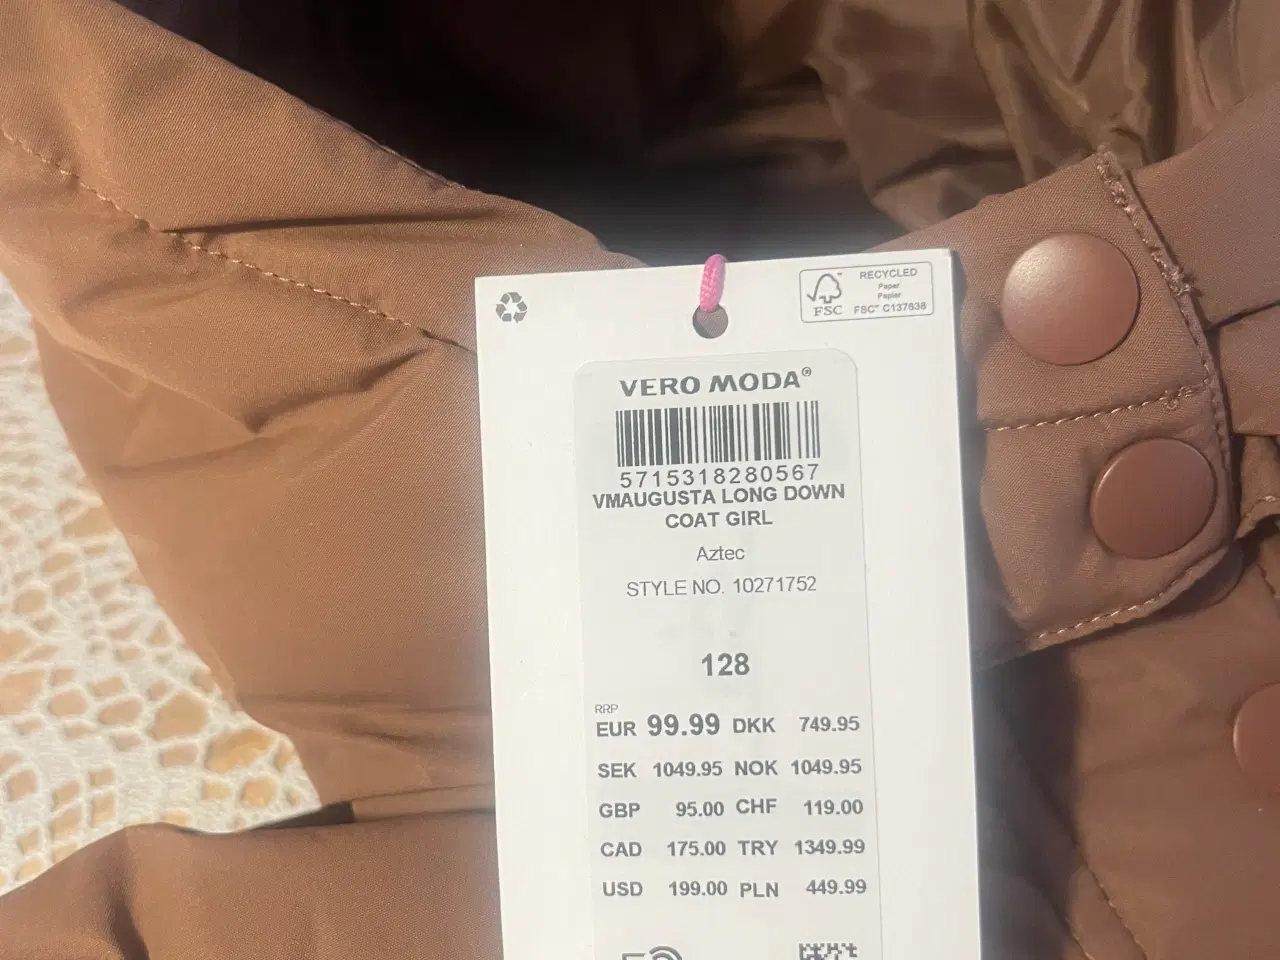 RECYCLED
Paper
Papier
FSC™ C137638
FSC
VERO MODA®
5715318280567
VMAUGUSTA LONG DOWN
COAT GIRL
Aztec
STYLE NO. 10271752
128
RRP
EUR 99.99 DKK 749.95
SEK 1049.95 NOK 1049.95
GBP 95.00 CHF 119.00
CAD 175.00 TRY 1349.99
USD 199.00 PLN 449.99